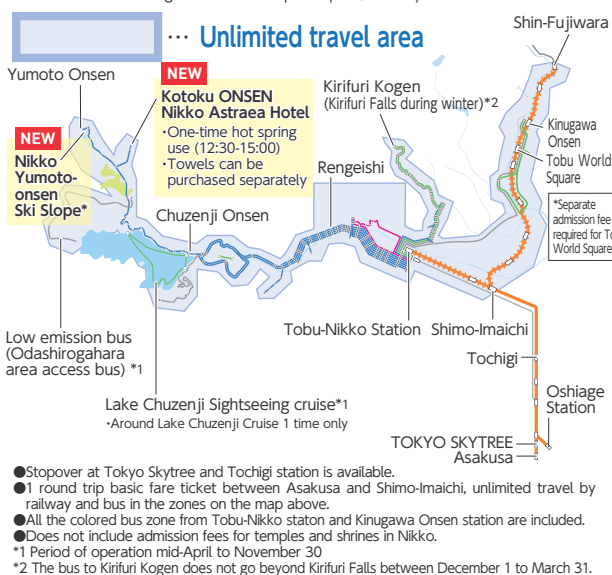 ··· Unlimited travel area
Shin-Fujiwara
Yumoto Onsen
NEW
Kotoku ONSEN
Nikko Astraea Hotel
・One-time hot spring
use (12:30-15:00)
・Towels can be
purchased separately
Kirifuri Kogen
(Kirifuri Falls during winter)*2
NEW
Nikko
Yumoto-
onsen
Ski Slope*
Kinugawa
Onsen
Tobu World
Square
Rengeishi
Chuzenji Onsen
*Separate
admission fee
required for To
World Square
Low emission bus
(Odashirogahara
area access bus) *1
Tobu-Nikko Station
Shimo-Imaichi
Tochigi
Lake Chuzenji Sightseeing cruise*1
・Around Lake Chuzenji Cruise 1 time only
Oshiage
Station
TOKYO SKYTREE
Asakusa
●Stopover at Tokyo Skytree and Tochigi station is available.
●1 round trip basic fare ticket between Asakusa and Shimo-Imaichi, unlimited travel by
railway and bus in the zones on the map above.
●All the colored bus zone from Tobu-Nikko staton and Kinugawa Onsen station are included.
●Does not include admission fees for temples and shrines in Nikko.
*1 Period of operation mid-April to November 30
*2 The bus to Kirifuri Kogen does not go beyond Kirifuri Falls between December 1 to March 31.